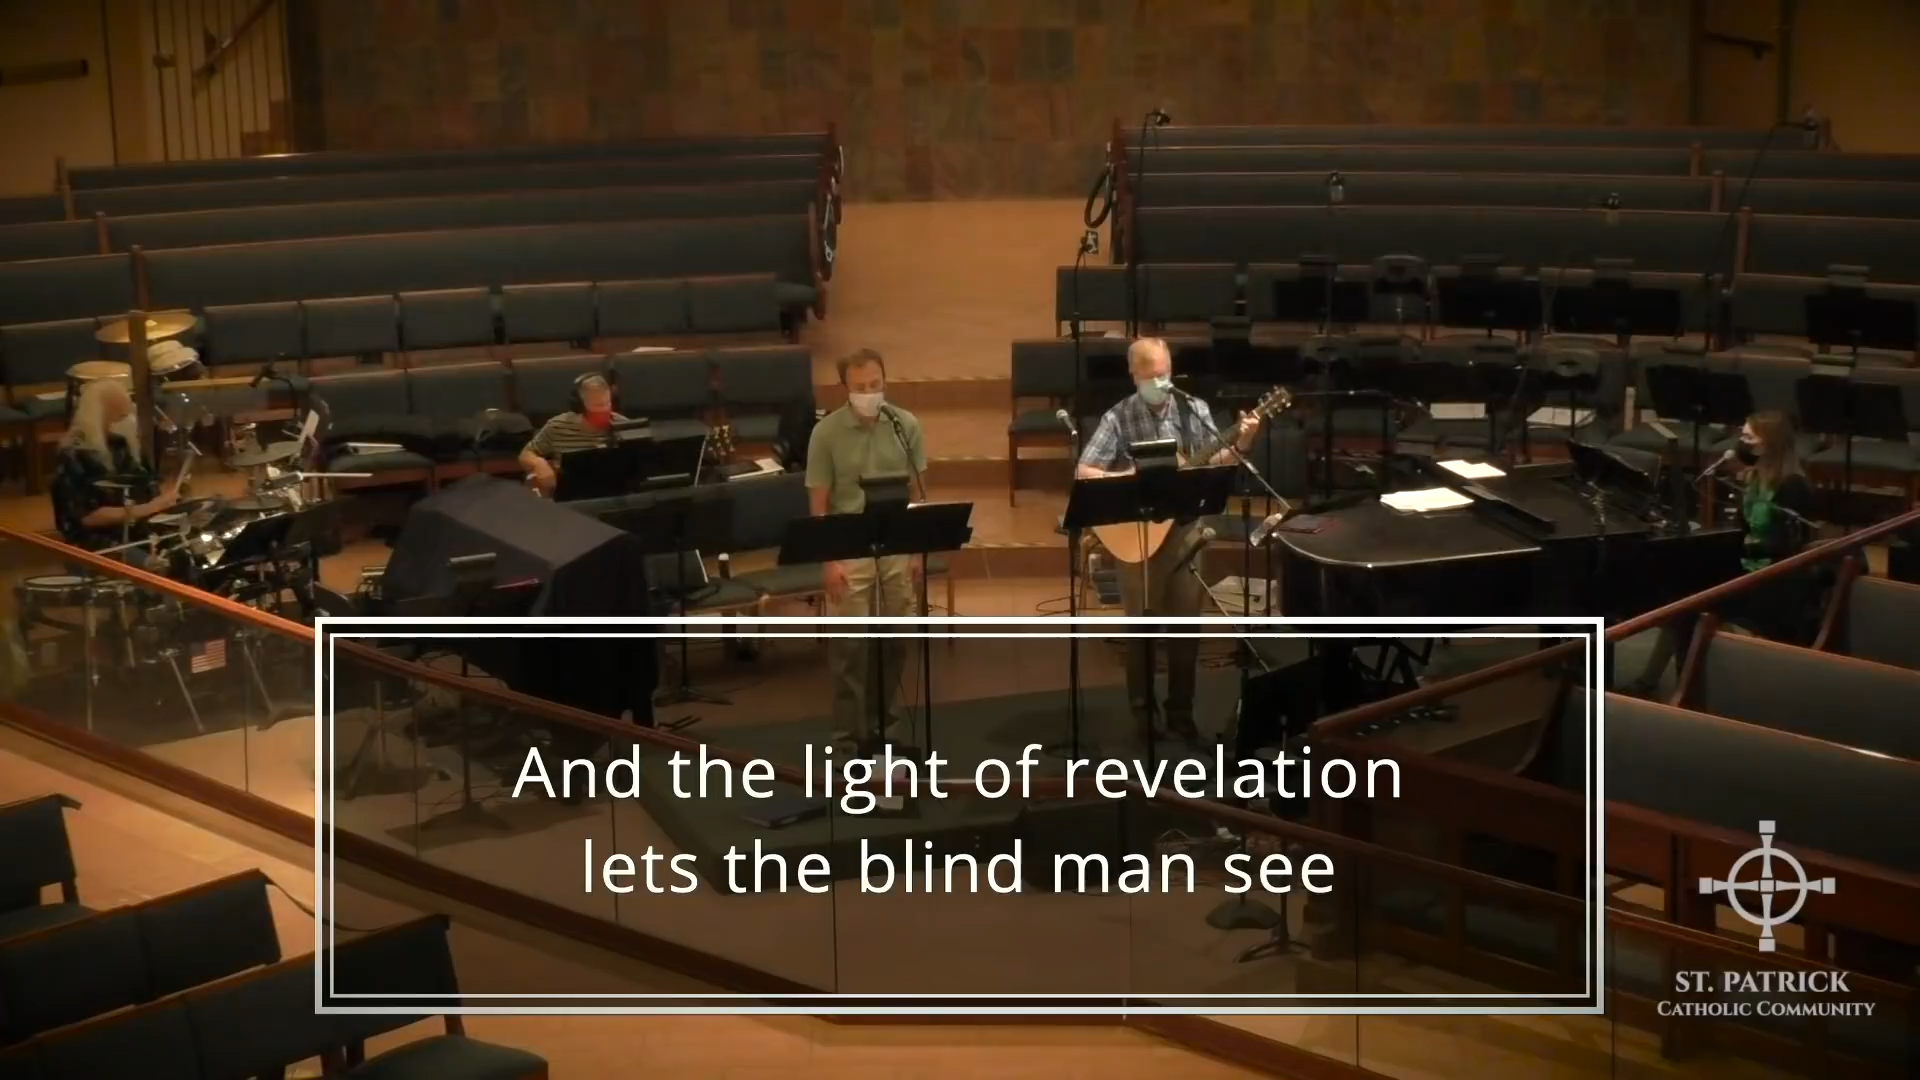 And the light of revelation
lets the blind man see
ST. PATRICK
CATHOLIC COMMUNITY